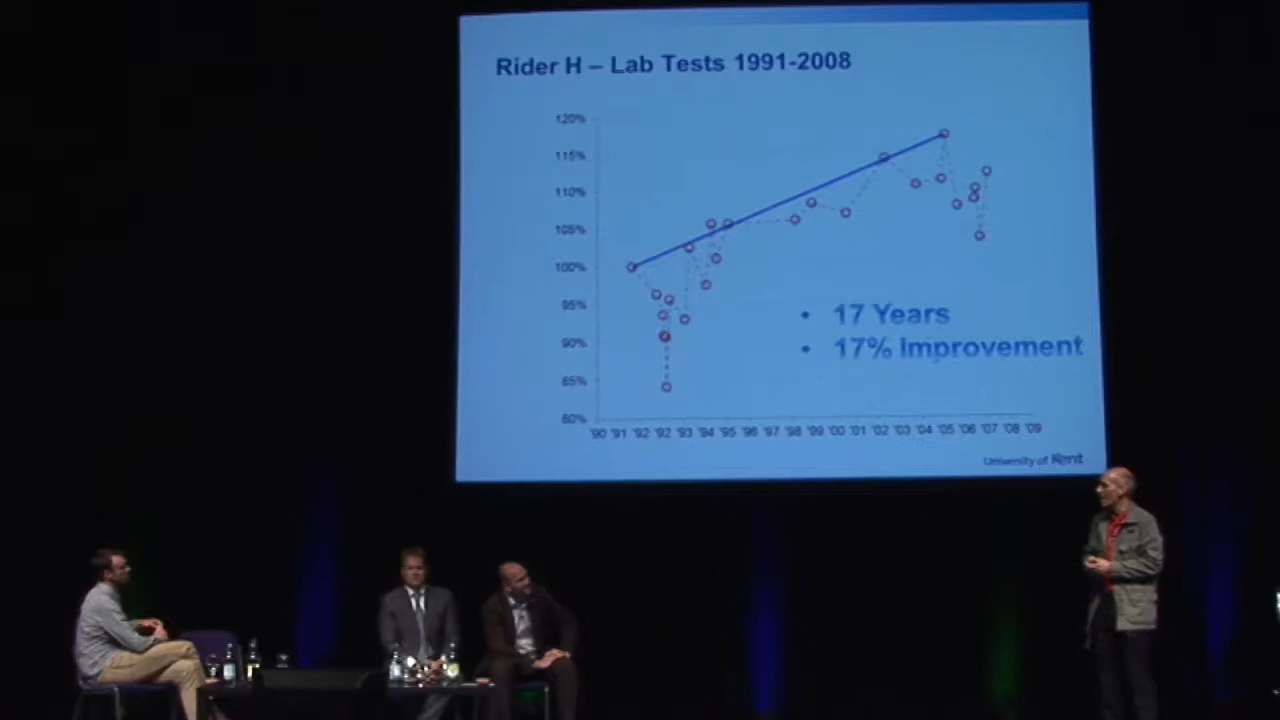 Rider H – Lab Tests 1991-2008
120%
115%
110%
105%
100%
95%
90%
85%
80%
'90 '91 '92 '92 '93 '94 '95 '96 '97 '98 '99 '00 '01 '02 '03 '04 '05 '06 '07 '08 '09
• 17 Years
• 17% Improvement
University of Kent